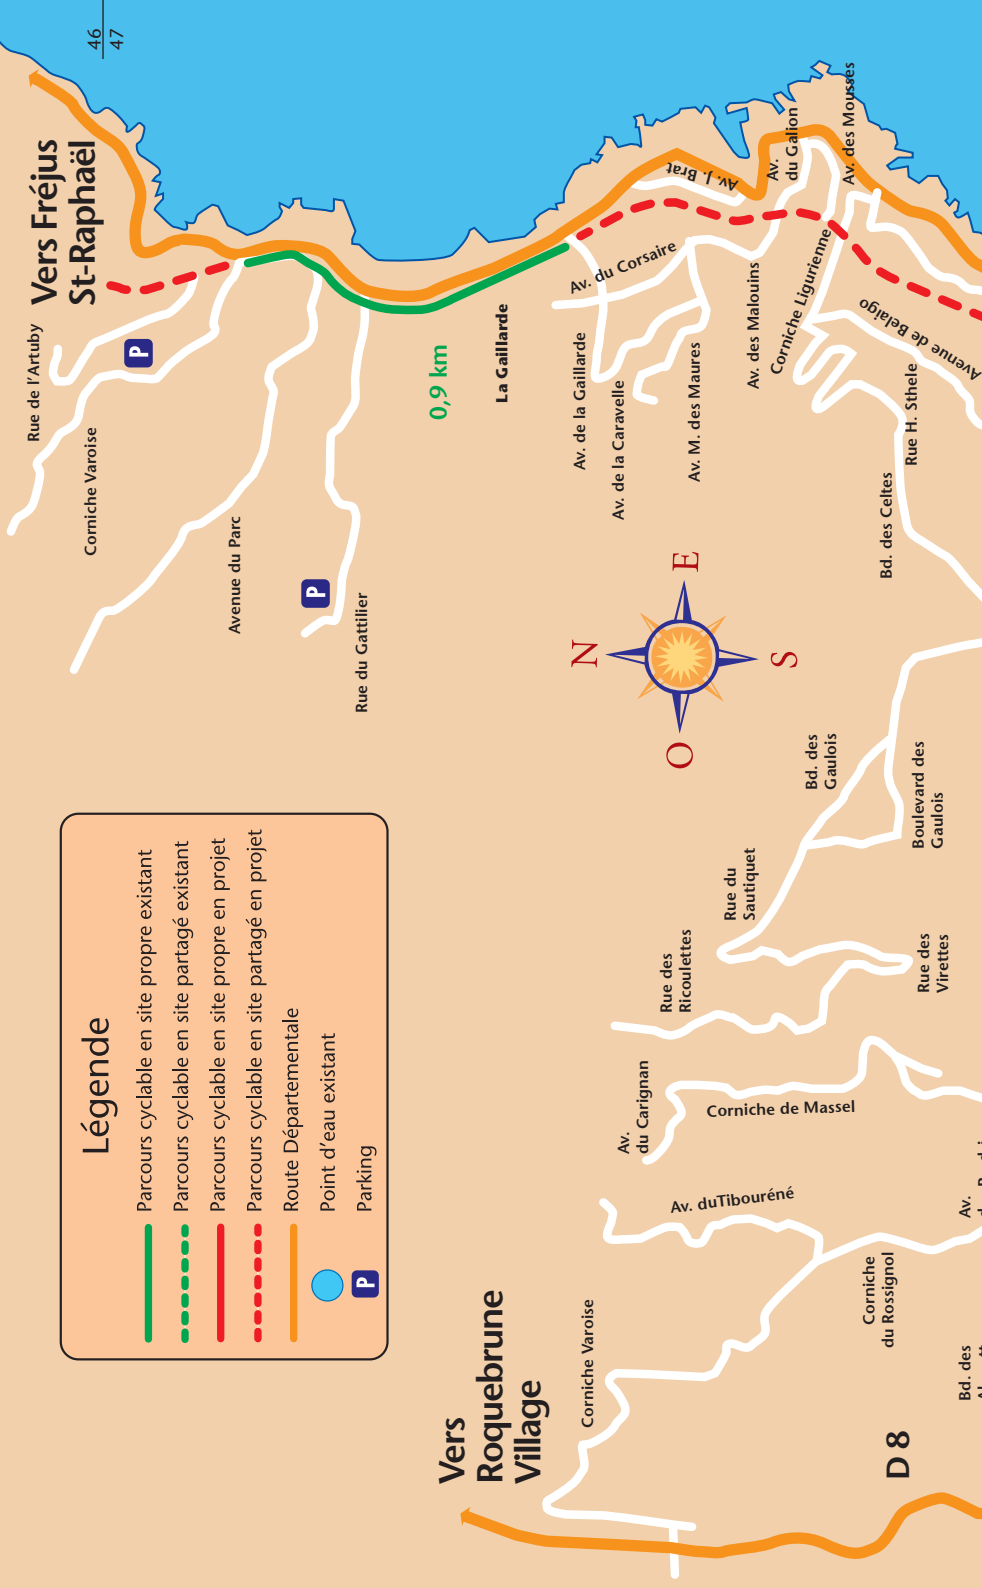 46
47
Vers Fréjus
St-Raphaël
Rue de l'Artuby
P
Corniche Varoise
Avenue du Parc
P
Rue du Gattilier
0,9 km
La Gaillarde
Av. du Corsaire
Av. J. Brat
Av.
du Galion
Av. des Mousses
Av. de la Gaillarde
Av. de la Caravelle
Av. M. des Maures
Av. des Malouins
Corniche Ligurienne
Avenue de Belaigo
Rue H. Sthele
Bd. des Celtes
N
E
S
O
Bd. des
Gaulois
Boulevard des
Gaulois
Rue du
Sautiquet
Rue des
Ricoulettes
Rue des
Virettes
Av.
du Carignan
Corniche de Massel
Av. duTibouréné
Av.
Corniche
du Rossignol
Bd. des
Corniche Varoise
Vers
Roquebrune
Village
D 8
Légende
Parcours cyclable en site propre existant
Parcours cyclable en site partagé existant
Parcours cyclable en site propre en projet
Parcours cyclable en site partagé en projet
Route Départementale
Point d'eau existant
P
Parking